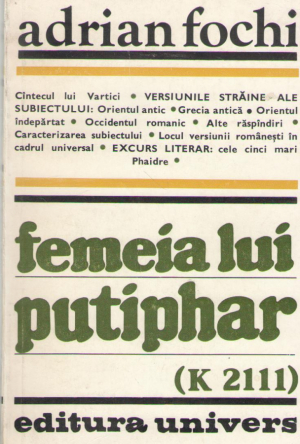 adrian fochi
Cîntecul lui Vartici • VERSIUNILE STRĂINE ALE
SUBIECTULUI: Orientul antic • Grecia antică • Orientul
îndepărtat • Occidentul romanic • Alte răspîndiri •
Caracterizarea subiectului • Locul versiunii românești în
cadrul universal • EXCURS LITERAR: cele cinci mari
Phaidre •
femeia lui
putiphar
(K 2111)
editura univers